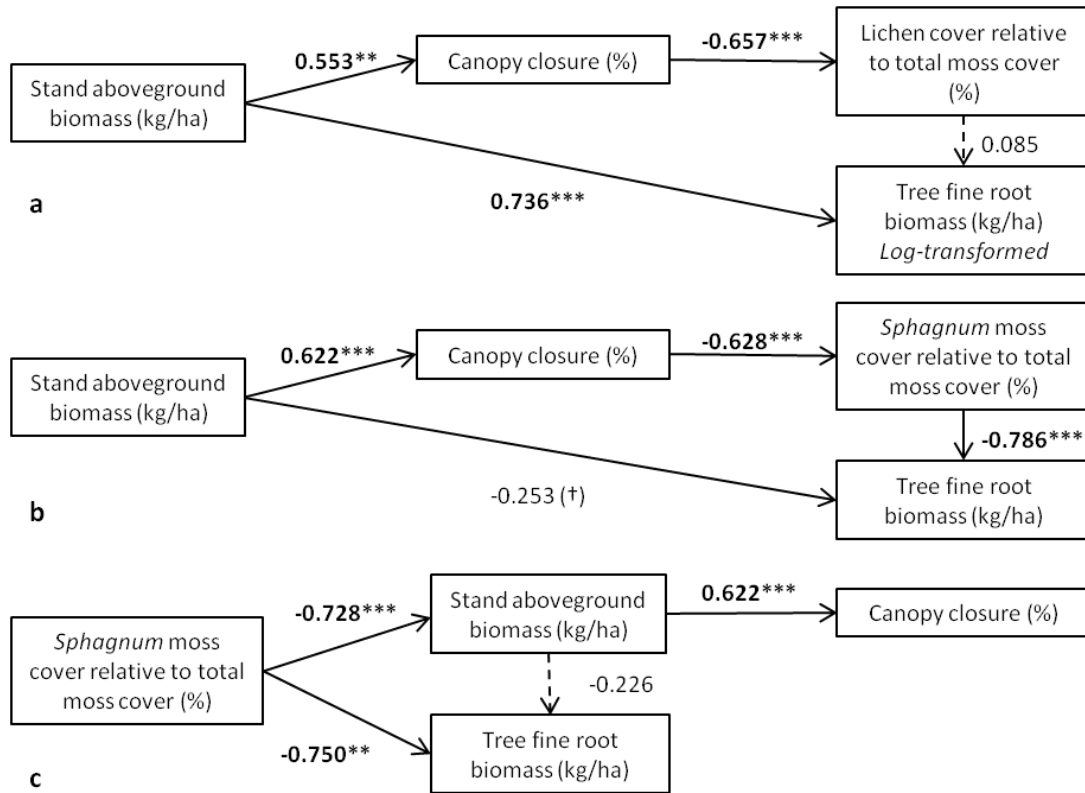 0.553**
-0.657***
Stand aboveground
biomass (kg/ha)
Canopy closure (%)
Lichen cover relative
to total moss cover
(%)
0.085
0.736***
Tree fine root
biomass (kg/ha)
Log-transformed
a
0.622***
-0.628***
Stand aboveground
biomass (kg/ha)
Canopy closure (%)
Sphagnum moss
cover relative to total
moss cover (%)
-0.786***
-0.253 (†)
Tree fine root
biomass (kg/ha)
b
-0.728***
0.622***
Sphagnum moss
cover relative to total
moss cover (%)
Stand aboveground
biomass (kg/ha)
Canopy closure (%)
-0.226
-0.750**
Tree fine root
biomass (kg/ha)
c